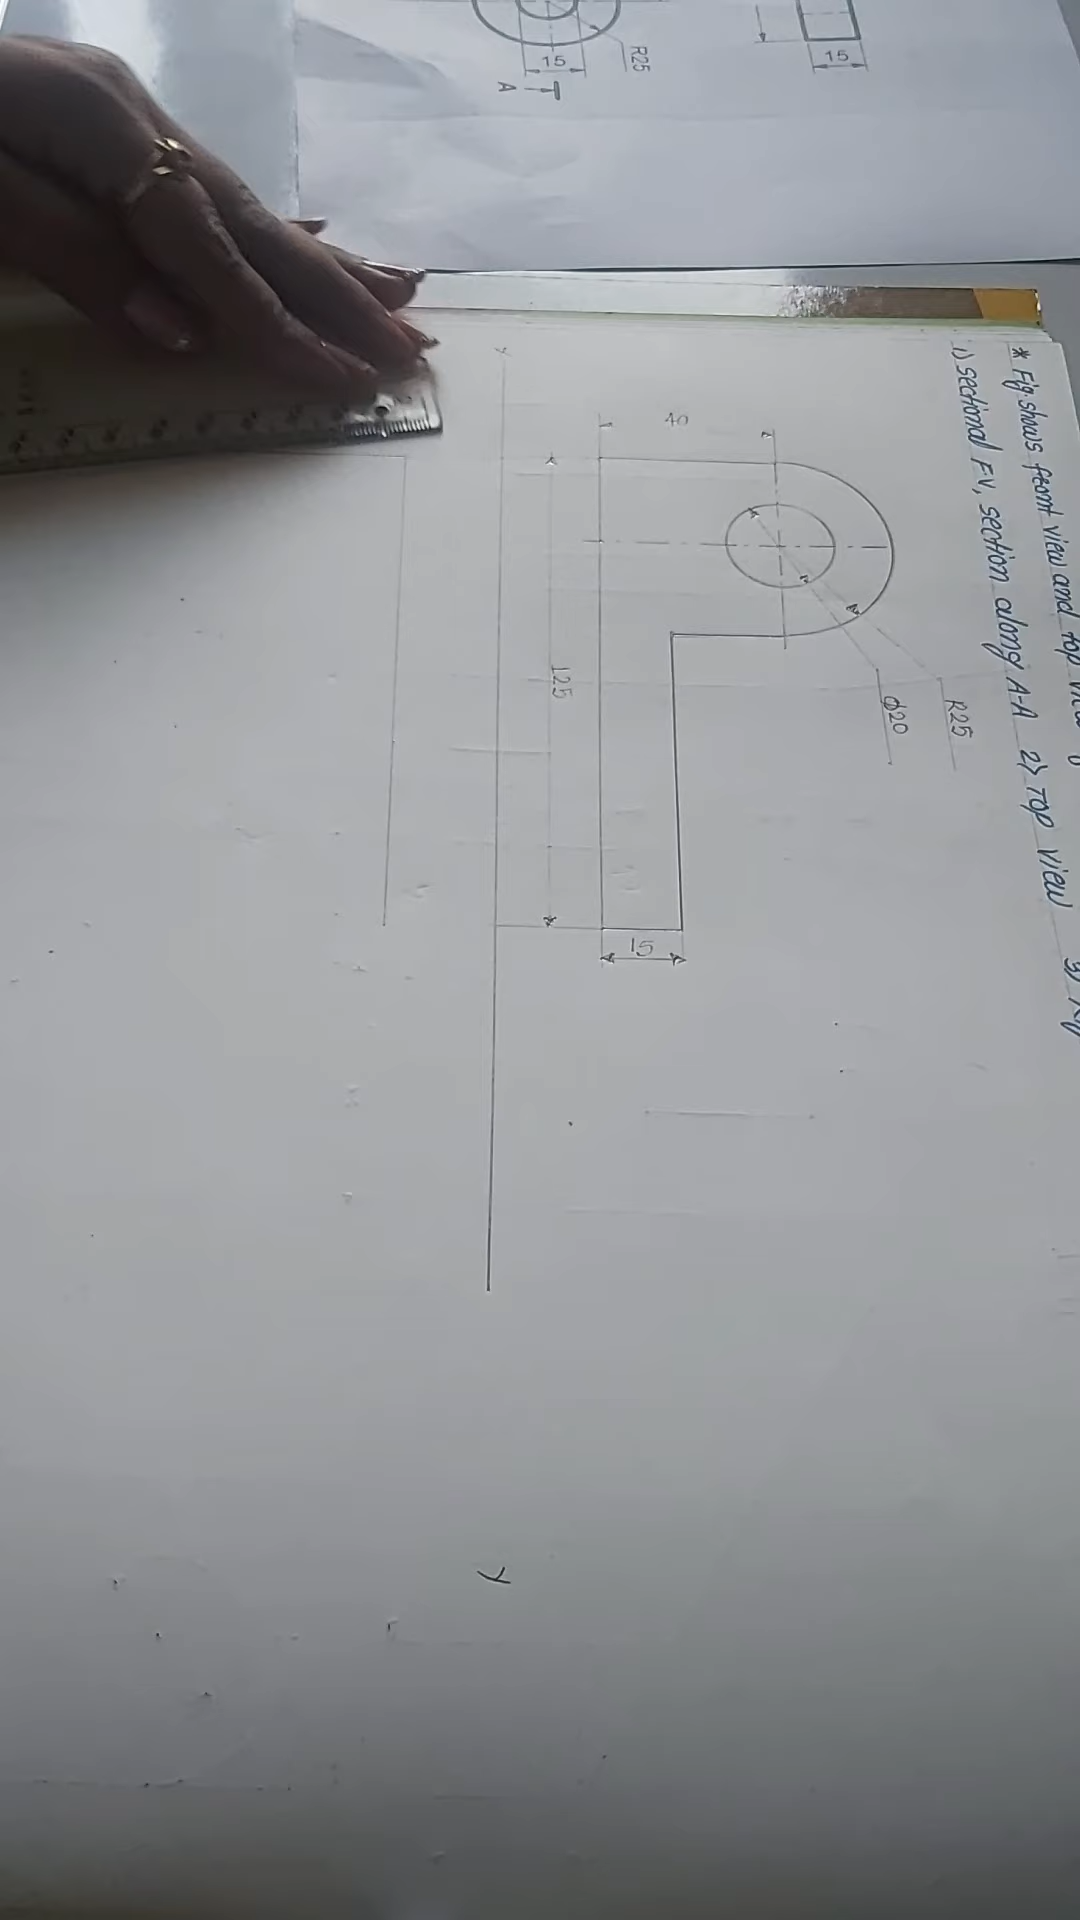 * Fig. shows front view and top
1) sectional F.V, section along A-A 2) Top view
R25
φ20
40
125
15
x
y
R25
15
A
15